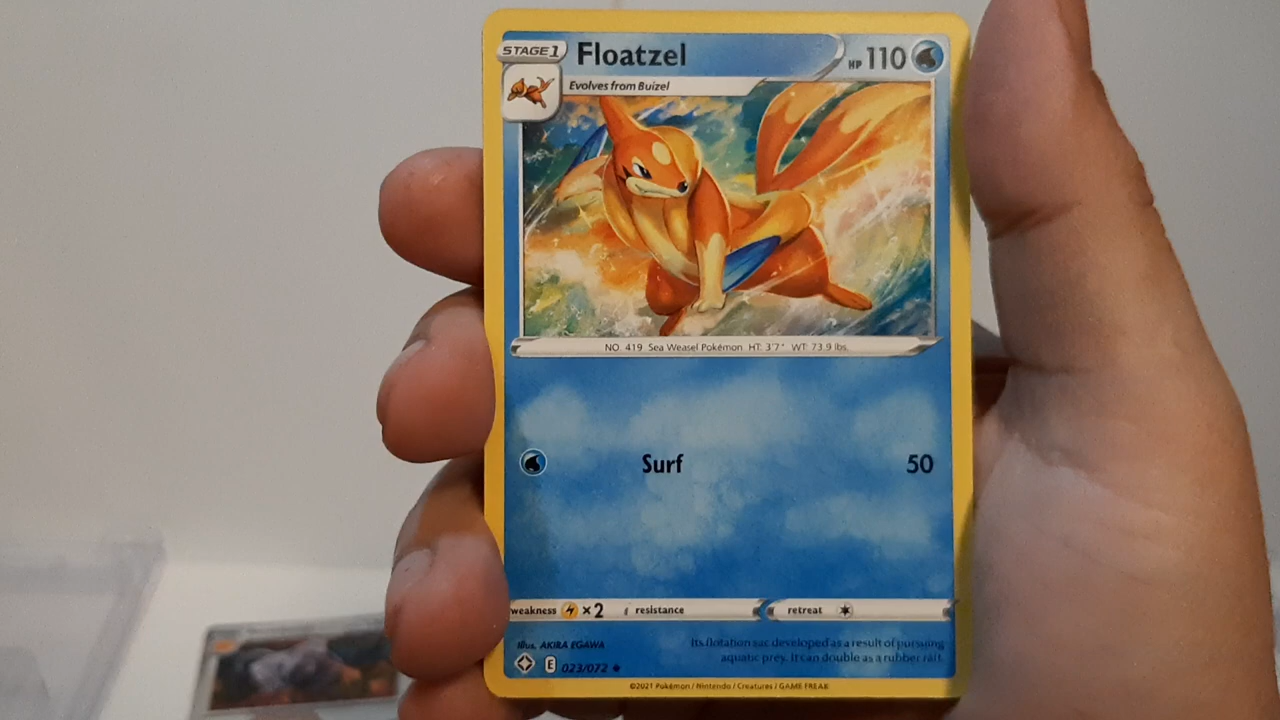 STAGE 1 Floatzel HP 110
Evolves from Buizel
NO. 419 Sea Weasel Pokémon HT: 3'7" WT: 73.9 lbs.
Surf 50
weakness ×2 resistance retreat
Illus. AKIRA EGAWA
Its flotation sac developed as a result of pursuing
aquatic prey. It can double as a rubber raft.
E 023/072
©2021 Pokémon / Nintendo / Creatures / GAME FREAK